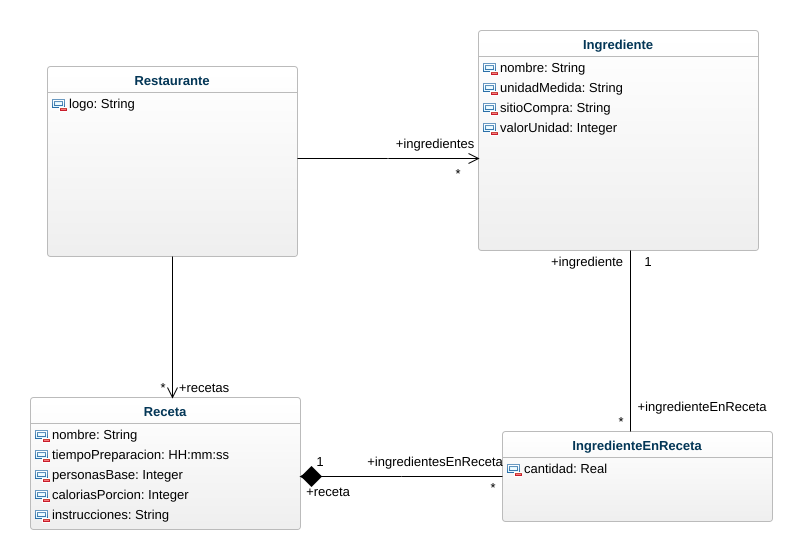 Restaurante
logo: String
Ingrediente
nombre: String
unidadMedida: String
sitioCompra: String
valorUnidad: Integer
+ingredientes
*
+ingrediente 1
* +recetas
Receta
nombre: String
tiempoPreparacion: HH:mm:ss
personasBase: Integer
caloriasPorcion: Integer
instrucciones: String
+ingredienteEnReceta
*
IngredienteEnReceta
cantidad: Real
1 +ingredientesEnReceta
+receta *